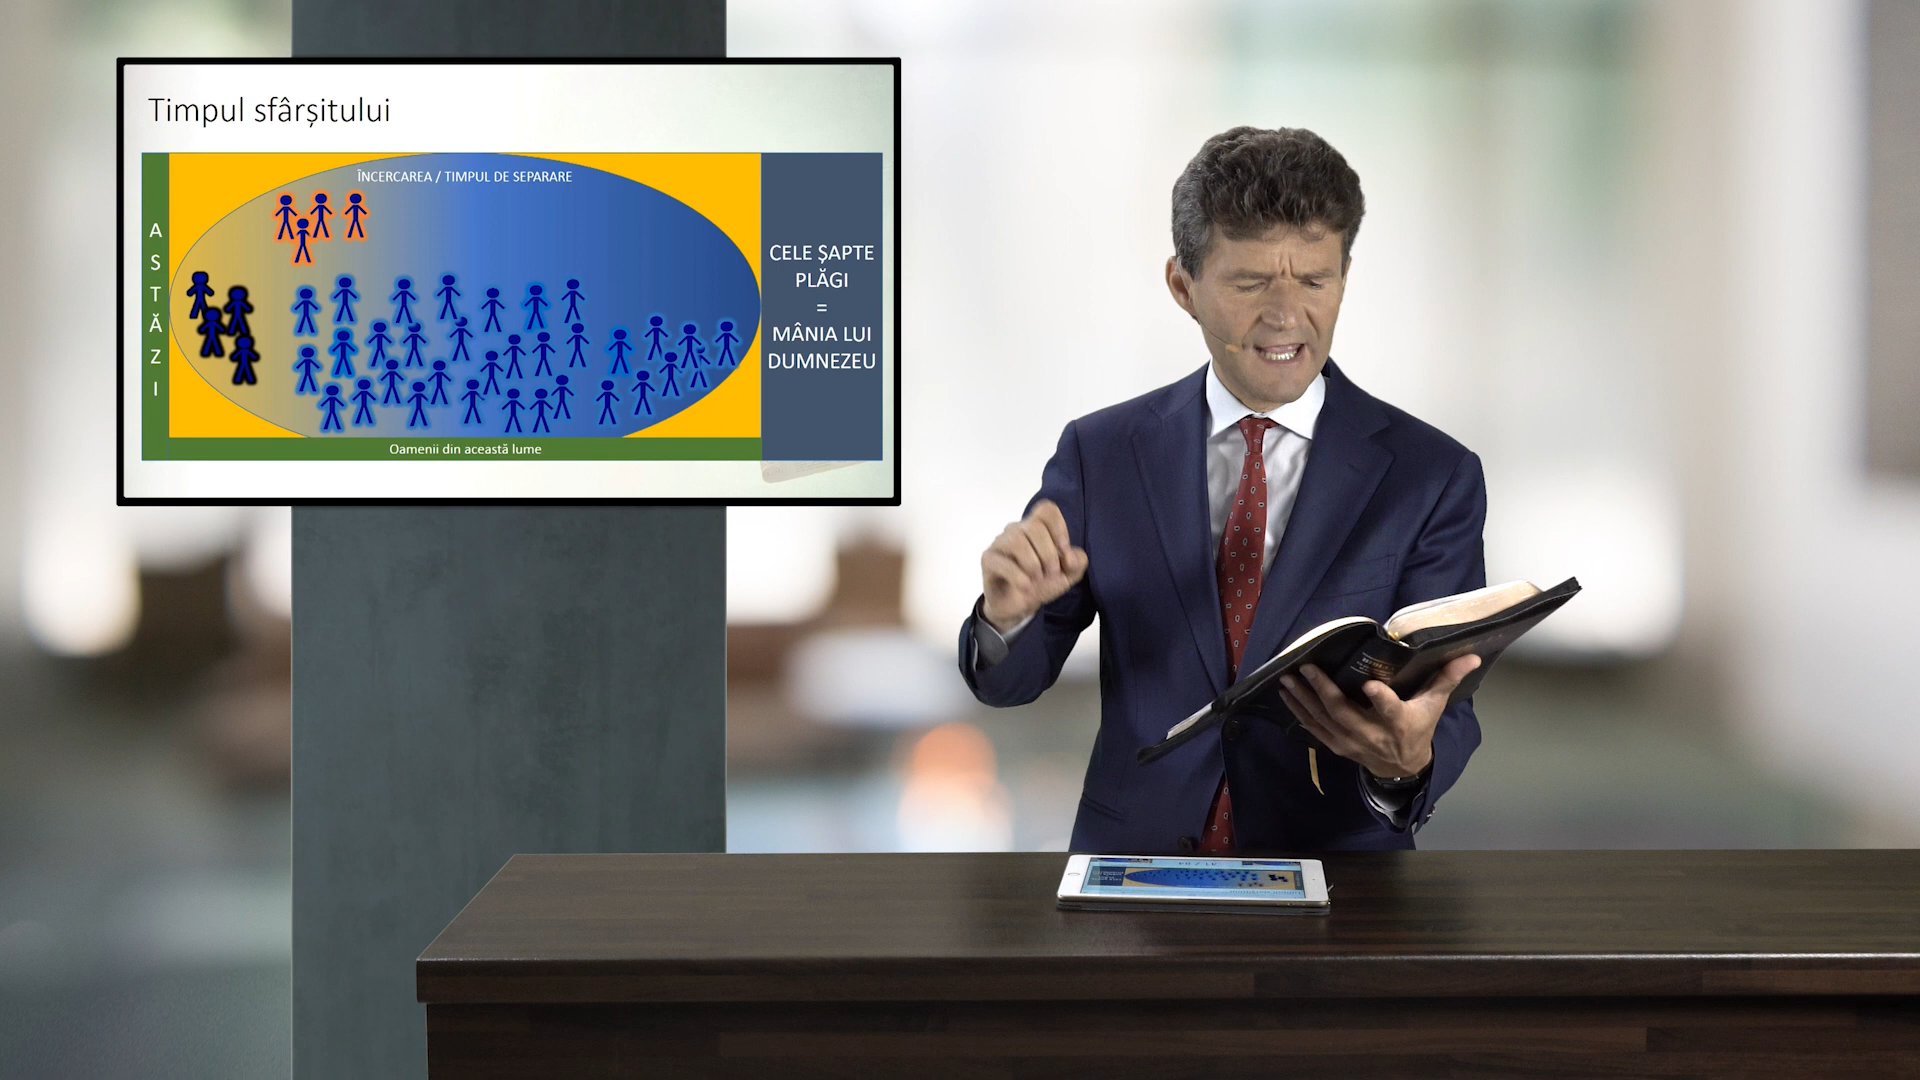 Timpul sfârșitului
ÎNCERCAREA / TIMPUL DE SEPARARE
A
S
T
Ă
Z
I
CELE ȘAPTE
PLĂGI
=
MÂNIA LUI
DUMNEZEU
Oamenii din această lume